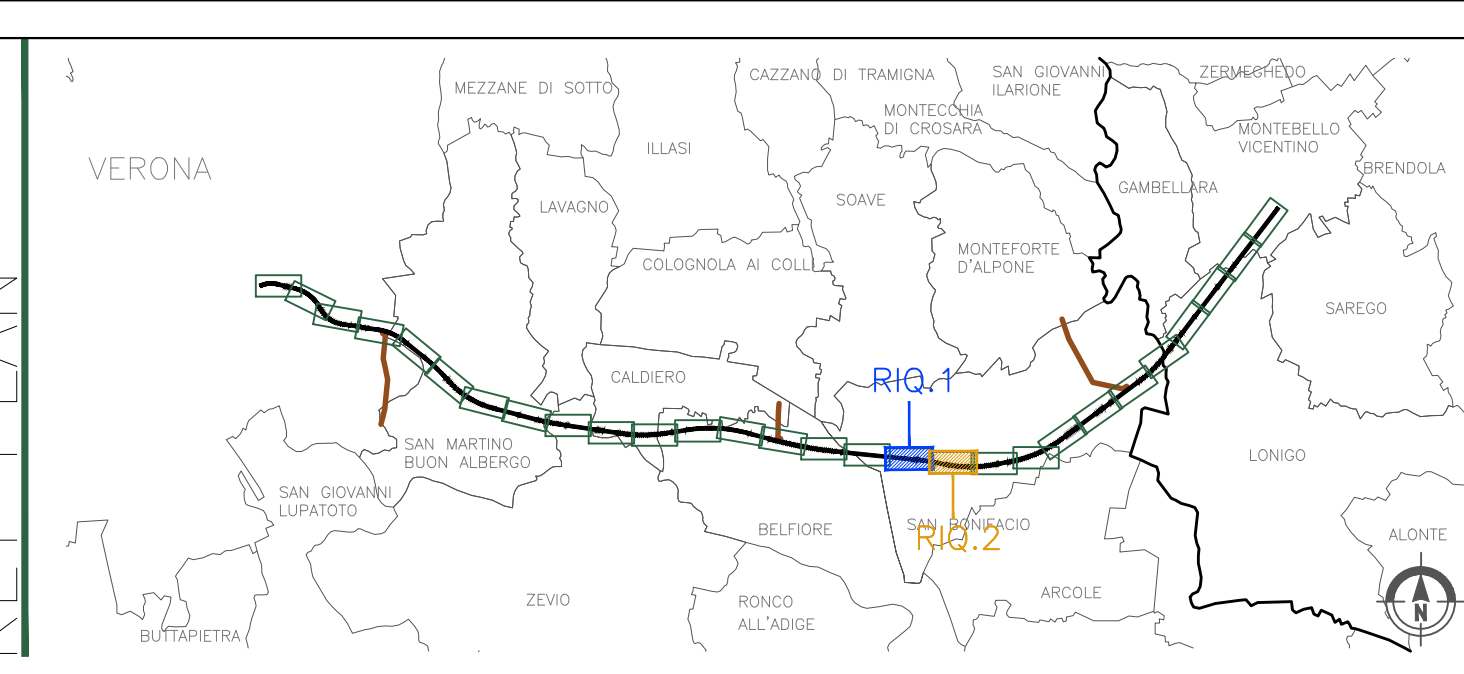 MEZZANE DI SOTTO
CAZZANO DI TRAMIGNA
SAN GIOVANNI
ILARIONE
ZERMEGHEDO
MONTECCHIA
DI CROSARA
MONTEBELLO
VICENTINO
VERONA
ILLASI
BRENDOLA
GAMBELLARA
LAVAGNO
SOAVE
MONTEFORTE
D'ALPONE
COLOGNOLA AI COLLI
SAREGO
CALDIERO
RIQ.1
SAN MARTINO
BUON ALBERGO
LONIGO
SAN GIOVANNI
LUPATOTO
BELFIORE
SAN BONIFACIO
RIQ.2
ALONTE
ZEVIO
RONCO
ALL'ADIGE
ARCOLE
N
BUTTAPIETRA